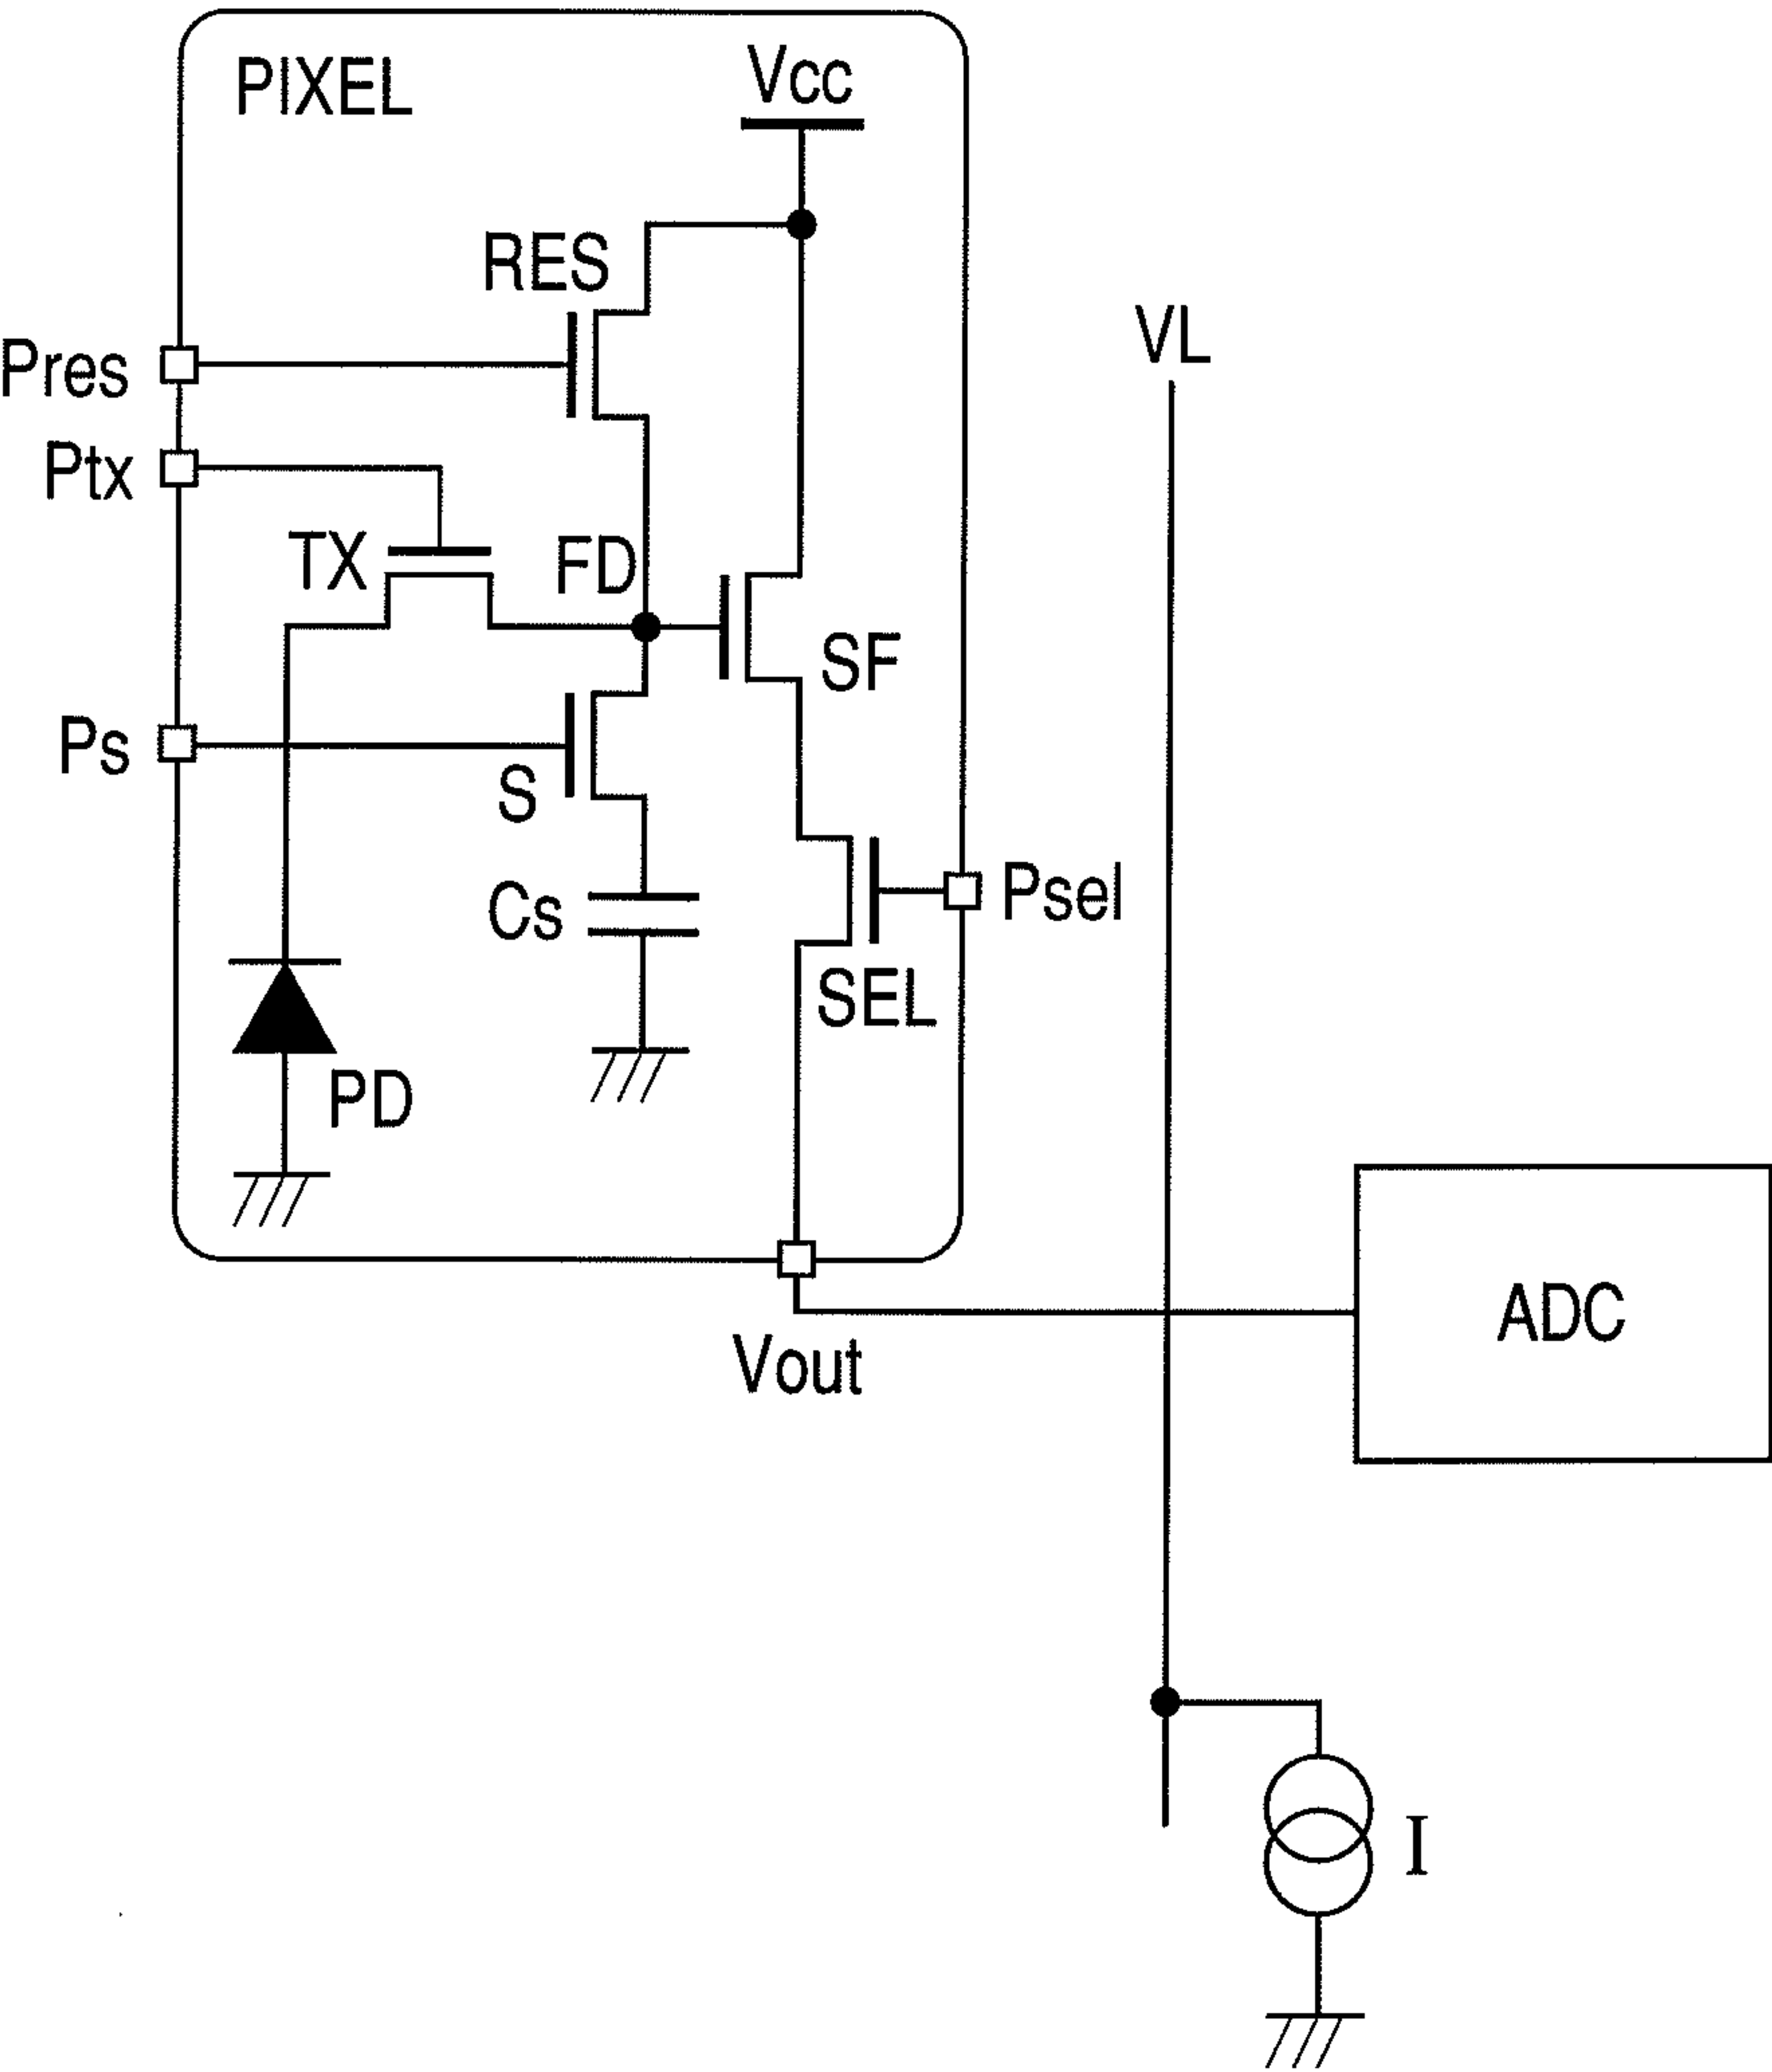 PIXEL
Vcc
RES
VL
Pres
Ptx
TX
FD
SF
Ps
S
Cs
Psel
SEL
PD
ADC
Vout
I